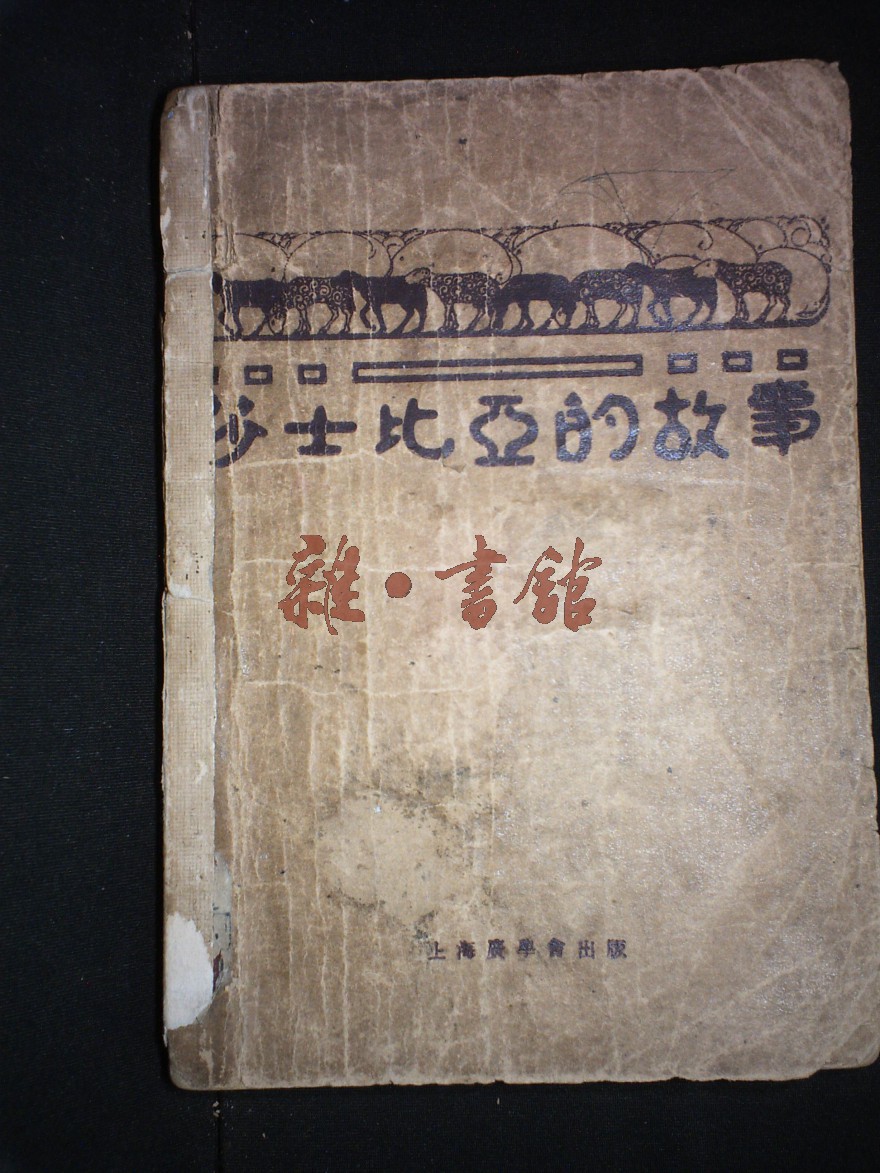 沙士比亞的故事
雜·書館
上海廣學會出版